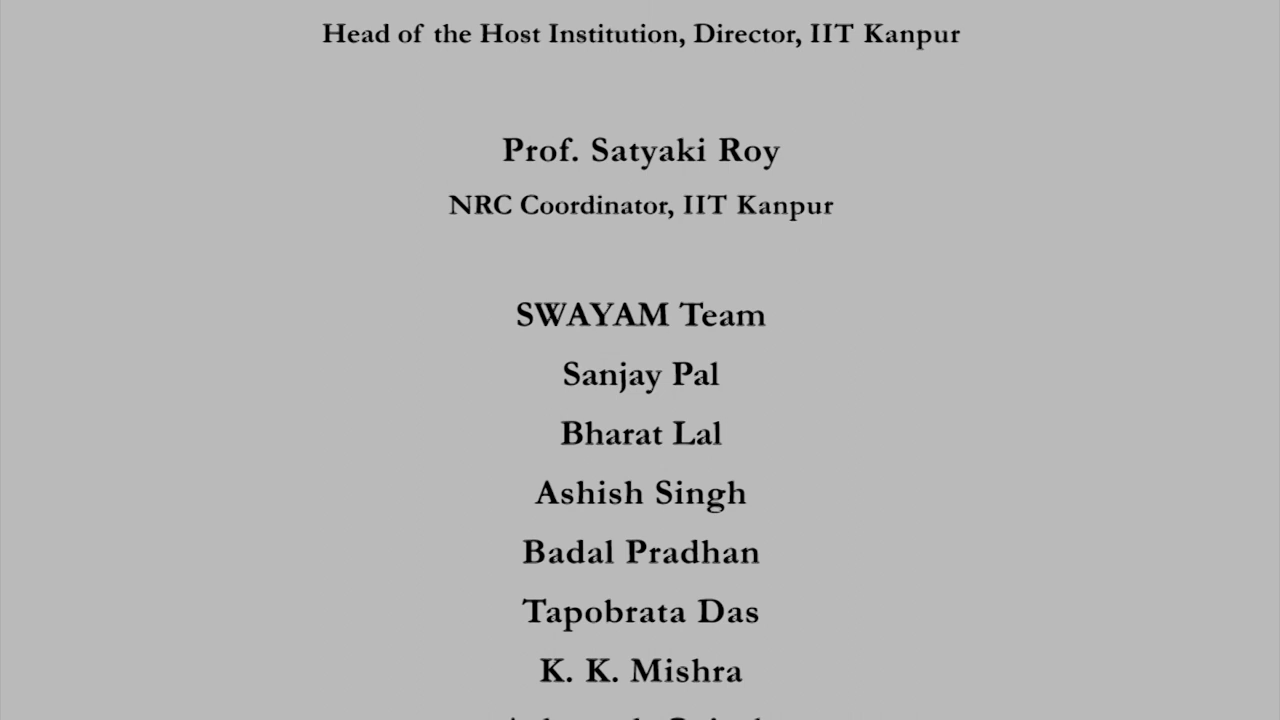 Head of the Host Institution, Director, IIT Kanpur
Prof. Satyaki Roy
NRC Coordinator, IIT Kanpur
SWAYAM Team
Sanjay Pal
Bharat Lal
Ashish Singh
Badal Pradhan
Tapobrata Das
K. K. Mishra